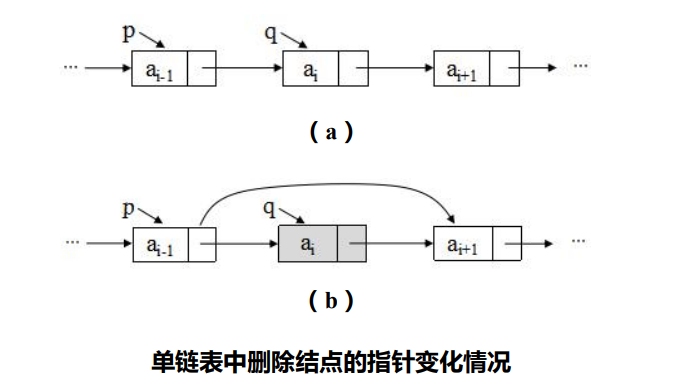 p q
··· a_{i-1} a_i a_{i+1} ···
（a）
p q
··· a_{i-1} a_i a_{i+1} ···
（b）
单链表中删除结点的指针变化情况